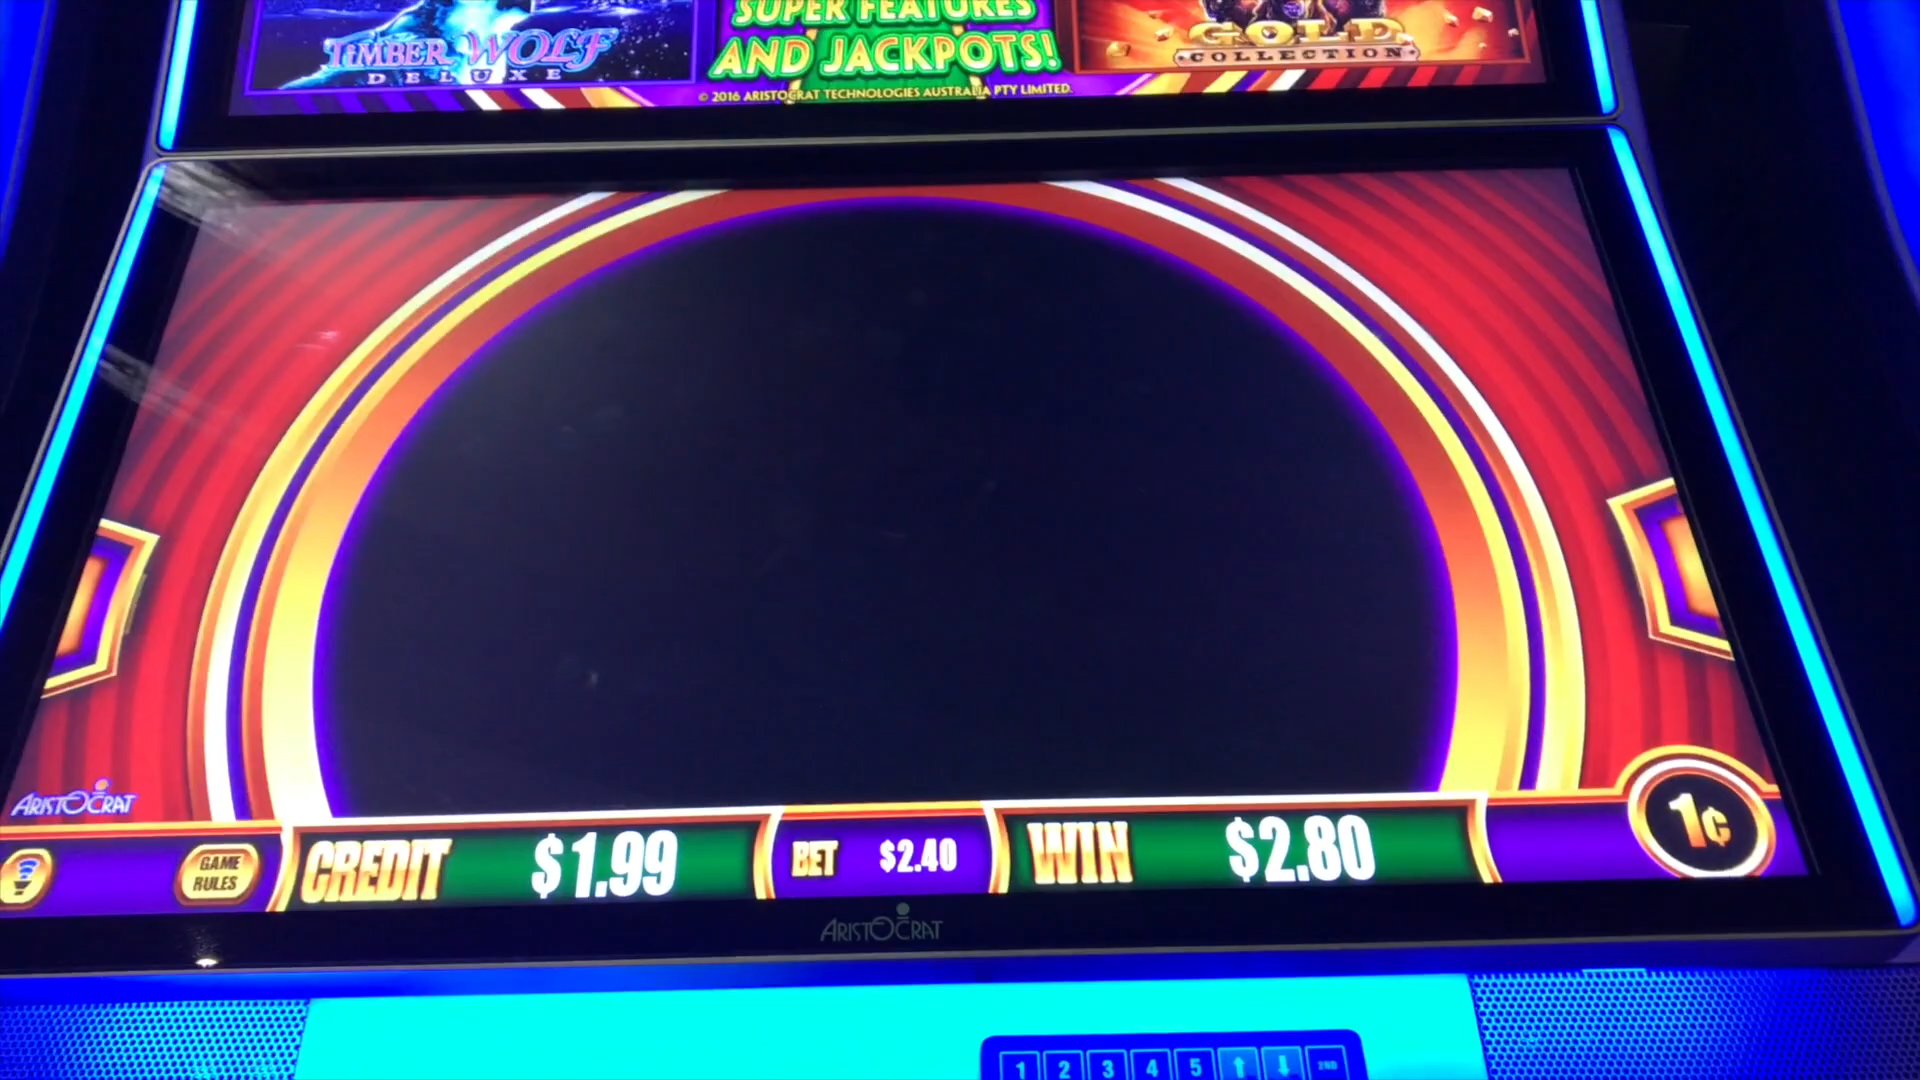 SUPER FEATURES
AND JACKPOTS!
TIMBER WOLF
DELUXE
GOLD
COLLECTION
© 2016 ARISTOCRAT TECHNOLOGIES AUSTRALIA PTY LIMITED.
ARISTOCRAT
GAME
RULES
CREDIT $1.99
BET $2.40
WIN $2.80
1¢
ARISTOCRAT
1 2 3 4 5 ↑ ↓ 2ND